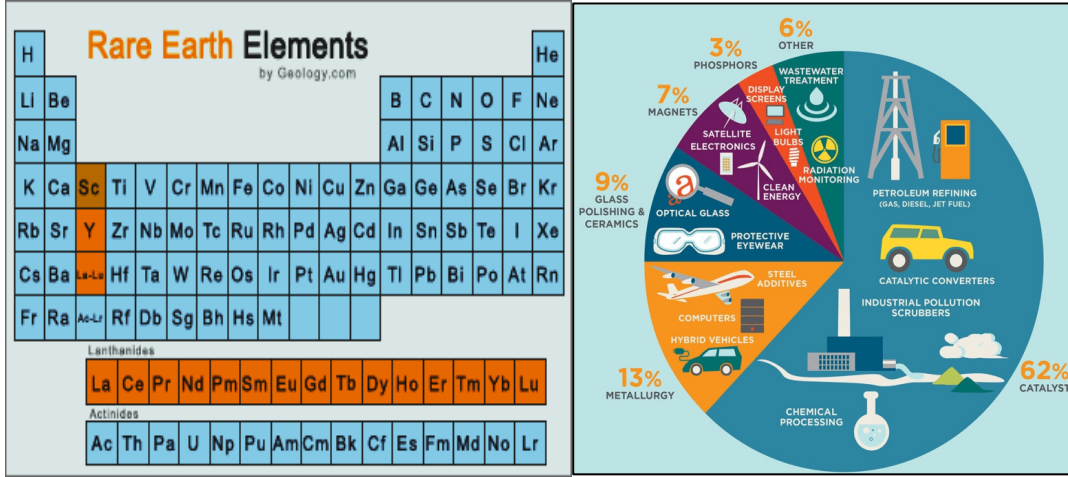 Rare Earth Elements
by Geology.com
H He
Li Be B C N O F Ne
Na Mg Al Si P S Cl Ar
K Ca Sc Ti V Cr Mn Fe Co Ni Cu Zn Ga Ge As Se Br Kr
Rb Sr Y Zr Nb Mo Tc Ru Rh Pd Ag Cd In Sn Sb Te I Xe
Cs Ba La-Lu Hf Ta W Re Os Ir Pt Au Hg Tl Pb Bi Po At Rn
Fr Ra Ac-Lr Rf Db Sg Bh Hs Mt
Lanthanides
La Ce Pr Nd Pm Sm Eu Gd Tb Dy Ho Er Tm Yb Lu
Actinides
Ac Th Pa U Np Pu Am Cm Bk Cf Es Fm Md No Lr
6%
OTHER
WASTEWATER
TREATMENT
RADIATION
MONITORING
3%
PHOSPHORS
DISPLAY
SCREENS
LIGHT
BULBS
7%
MAGNETS
SATELLITE
ELECTRONICS
CLEAN
ENERGY
9%
GLASS
POLISHING &
CERAMICS
a
OPTICAL GLASS
PROTECTIVE
EYEWEAR
13%
METALLURGY
STEEL
ADDITIVES
COMPUTERS
HYBRID VEHICLES
62%
CATALYST
PETROLEUM REFINING
(GAS, DIESEL, JET FUEL)
CATALYTIC CONVERTERS
INDUSTRIAL POLLUTION
SCRUBBERS
CHEMICAL
PROCESSING